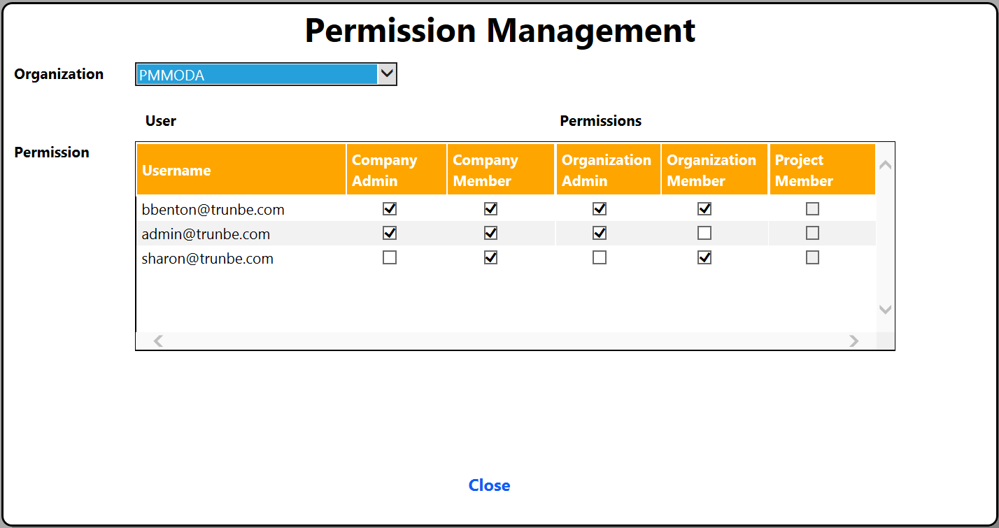 Permission Management
Organization
PMMODA
User Permissions
Permission
Username Company Admin Company Member Organization Admin Organization Member Project Member
bbenton@trunbe.com
admin@trunbe.com
sharon@trunbe.com
Close